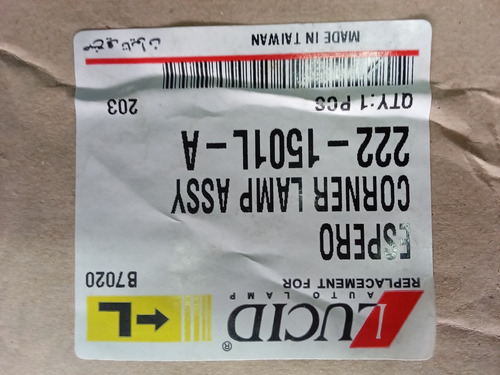 LUCID®
AUTO LAMP
REPLACEMENT FOR
L
B7020
ESPERO
CORNER LAMP ASSY
222-1501L-A
QTY:1 PCS
203
MADE IN TAIWAN